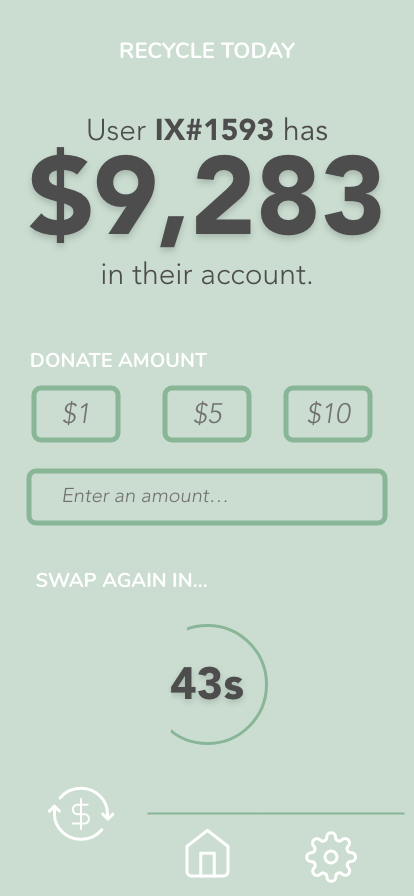 RECYCLE TODAY
User IX#1593 has
$9,283
in their account.
DONATE AMOUNT
$1 $5 $10
Enter an amount...
SWAP AGAIN IN...
43s
$